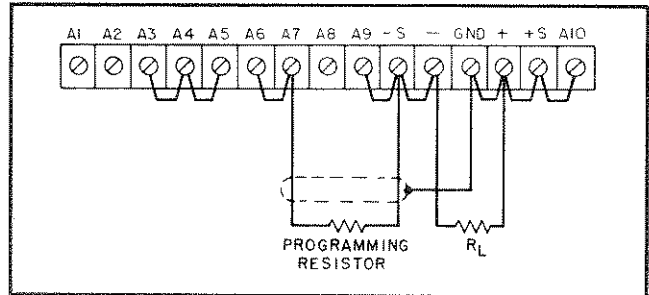 A1 A2 A3 A4 A5 A6 A7 A8 A9 -S — GND + +S A10
PROGRAMMING
RESISTOR
RL